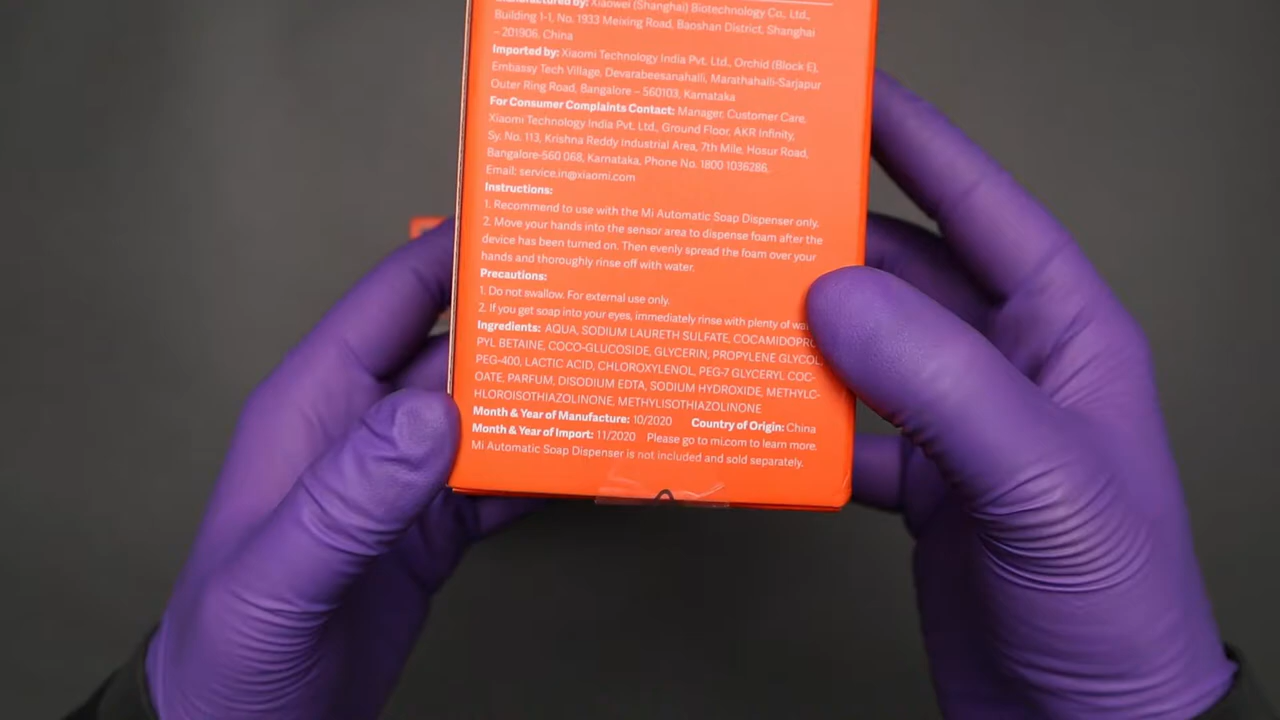 Manufactured by: Xiaowei (Shanghai) Biotechnology Co., Ltd.,
Building 1-1, No. 1933 Meixing Road, Baoshan District, Shanghai
– 201906, China
Imported by: Xiaomi Technology India Pvt. Ltd., Orchid (Block E),
Embassy Tech Village, Devarabeesanahalli, Marathahalli-Sarjapur
Outer Ring Road, Bangalore – 560103, Karnataka
For Consumer Complaints Contact: Manager, Customer Care,
Xiaomi Technology India Pvt. Ltd., Ground Floor, AKR Infinity,
Sy. No. 113, Krishna Reddy Industrial Area, 7th Mile, Hosur Road,
Bangalore-560 068, Karnataka, Phone No. 1800 1036286,
Email: service.in@xiaomi.com
Instructions:
1. Recommend to use with the Mi Automatic Soap Dispenser only.
2. Move your hands into the sensor area to dispense foam after the
device has been turned on. Then evenly spread the foam over your
hands and thoroughly rinse off with water.
Precautions:
1. Do not swallow. For external use only.
2. If you get soap into your eyes, immediately rinse with plenty of
Ingredients: AQUA, SODIUM LAURETH SULFATE, COCAMIDOPRO
PYL BETAINE, COCO-GLUCOSIDE, GLYCERIN, PROPYLENE GLYCOL,
PEG-400, LACTIC ACID, CHLOROXYLENOL, PEG-7 GLYCERYL COC-
OATE, PARFUM, DISODIUM EDTA, SODIUM HYDROXIDE, METHYLC-
HLOROISOTHIAZOLINONE, METHYLISOTHIAZOLINONE
Month & Year of Manufacture: 10/2020 Country of Origin: China
Month & Year of Import: 11/2020 Please go to mi.com to learn more.
Mi Automatic Soap Dispenser is not included and sold separately.